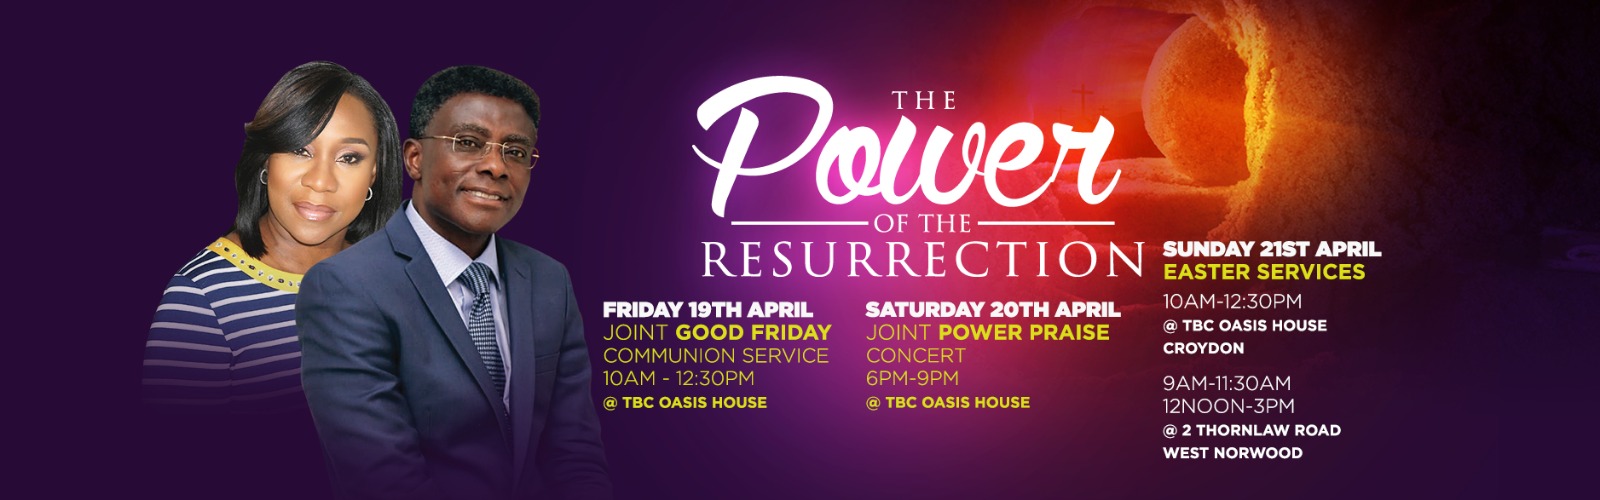 THE
Power
OF THE
RESURRECTION
FRIDAY 19TH APRIL
JOINT GOOD FRIDAY
COMMUNION SERVICE
10AM - 12:30PM
@ TBC OASIS HOUSE
SATURDAY 20TH APRIL
JOINT POWER PRAISE
CONCERT
6PM-9PM
@ TBC OASIS HOUSE
SUNDAY 21ST APRIL
EASTER SERVICES
10AM-12:30PM
@ TBC OASIS HOUSE
CROYDON
9AM-11:30AM
12NOON-3PM
@ 2 THORNLAW ROAD
WEST NORWOOD